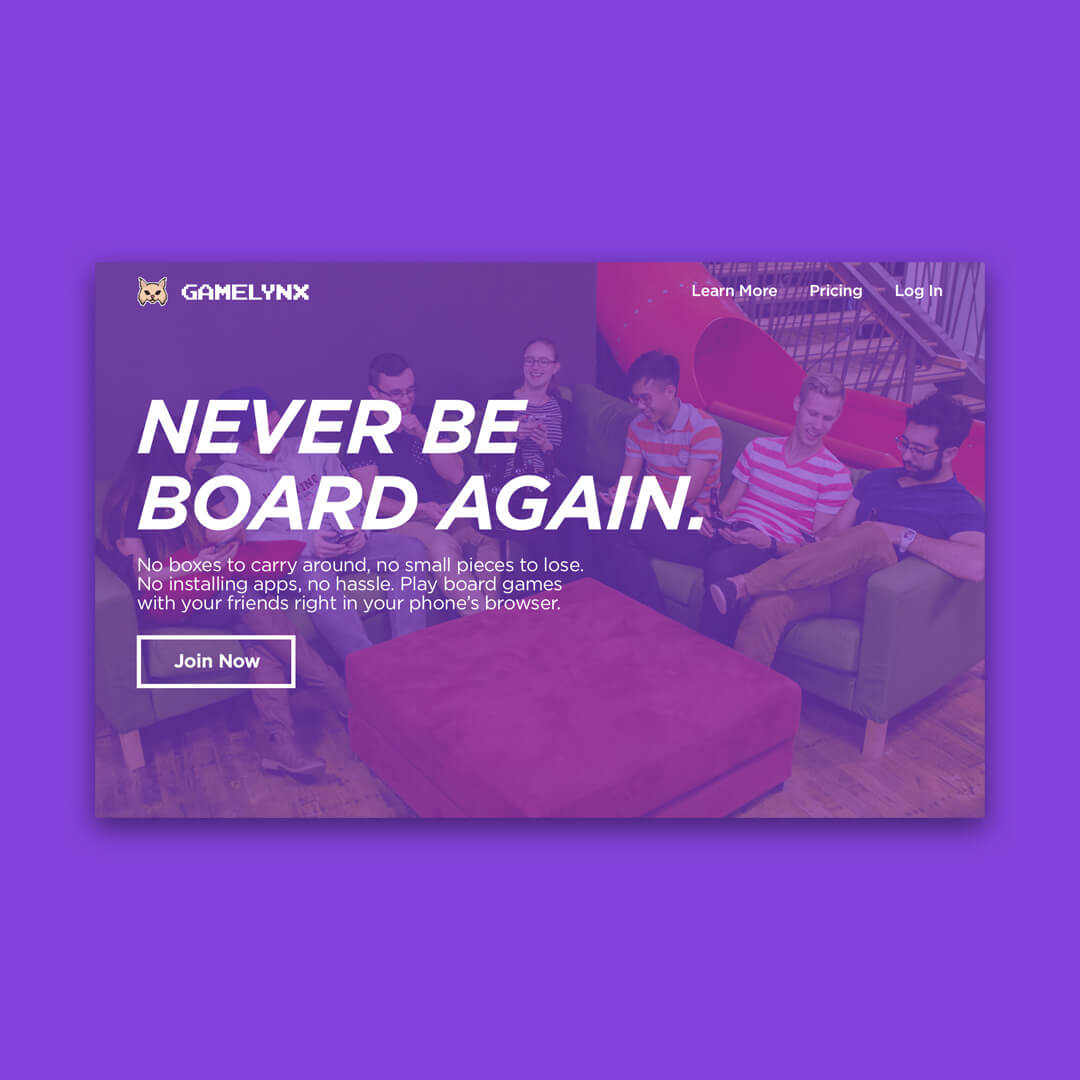 GAMELYNX
Learn More
Pricing
Log In
NEVER BE
BOARD AGAIN.
No boxes to carry around, no small pieces to lose.
No installing apps, no hassle. Play board games
with your friends right in your phone's browser.
Join Now